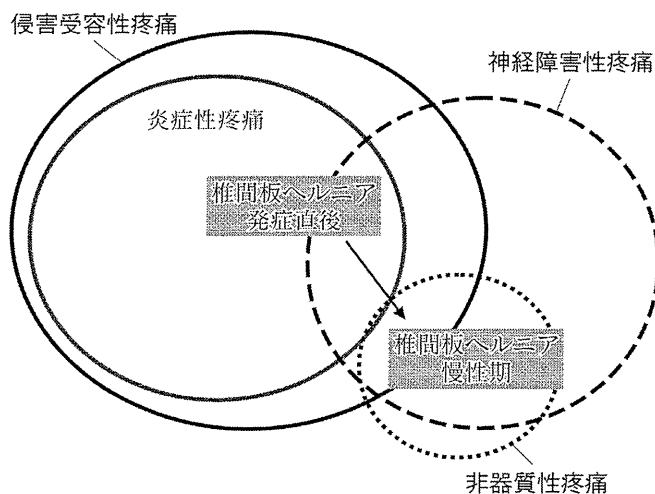 侵害受容性疼痛
神経障害性疼痛
炎症性疼痛
椎間板ヘルニア
発症直後
椎間板ヘルニア
慢性期
非器質性疼痛